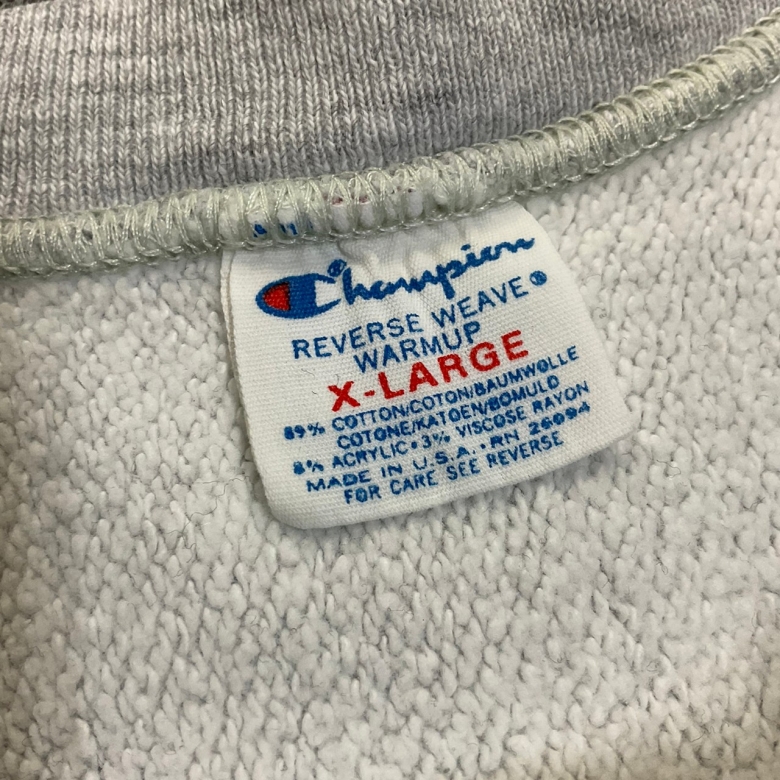 Champion®
REVERSE WEAVE®
WARMUP
X-LARGE
89% COTTON/COTON/BAUMWOLLE
COTONE/KATOEN/BOMULD
8% ACRYLIC • 3% VISCOSE RAYON
MADE IN U.S.A. • RN 26094
FOR CARE SEE REVERSE